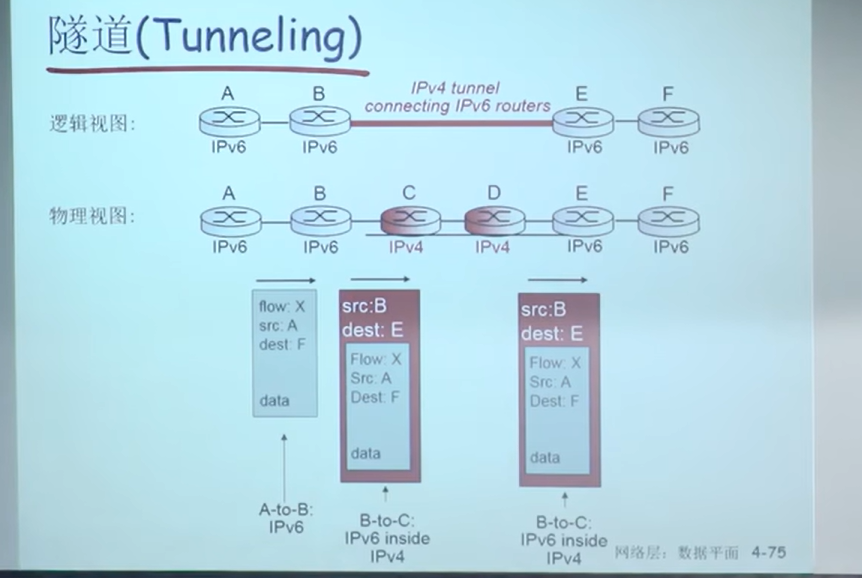 隧道(Tunneling)
IPv4 tunnel
connecting IPv6 routers
逻辑视图:
A
B
E
F
IPv6
IPv6
IPv6
IPv6
物理视图:
A
B
C
D
E
F
IPv6
IPv6
IPv4
IPv4
IPv6
IPv6
flow: X
src: A
dest: F
data
src:B
dest: E
Flow: X
Src: A
Dest: F
data
src:B
dest: E
Flow: X
Src: A
Dest: F
data
A-to-B:
IPv6
B-to-C:
IPv6 inside
IPv4
B-to-C:
IPv6 inside
IPv4
网络层：数据平面 4-75